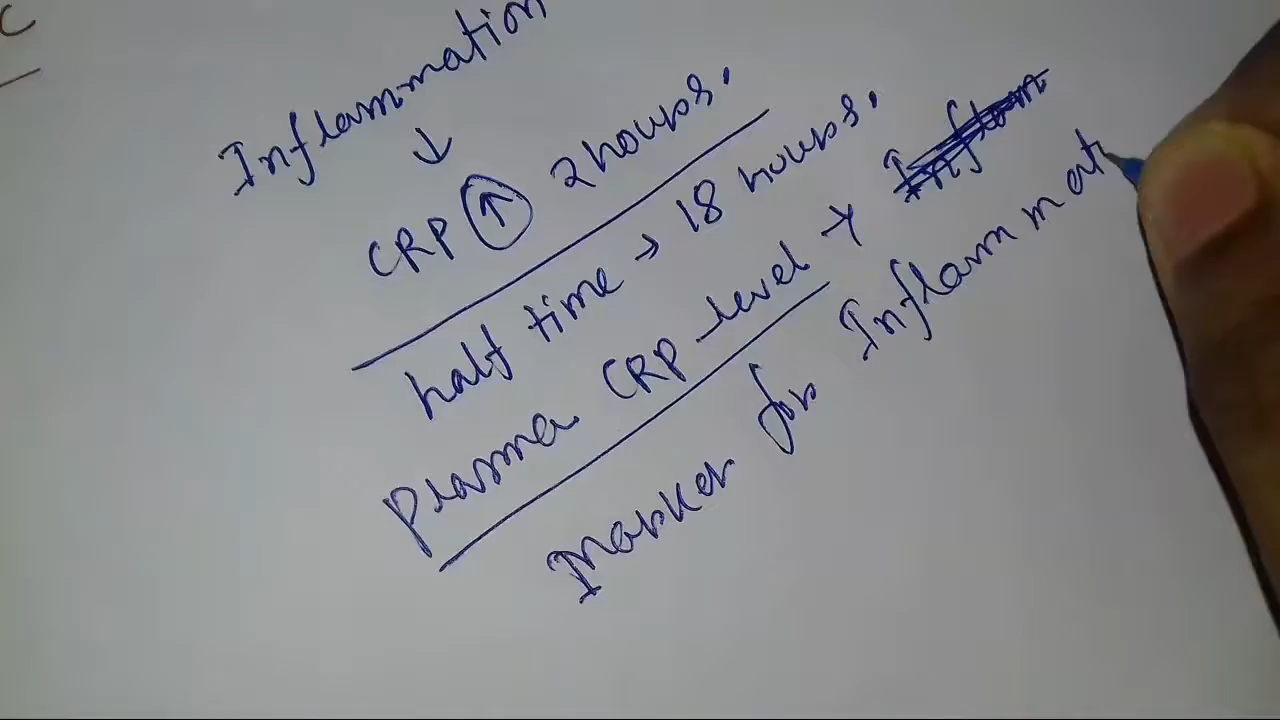 C
Inflammation
↓
CRP ↑ 2 hours.
half time → 18 hours.
Plasma CRP level →
Marker for Inflammat